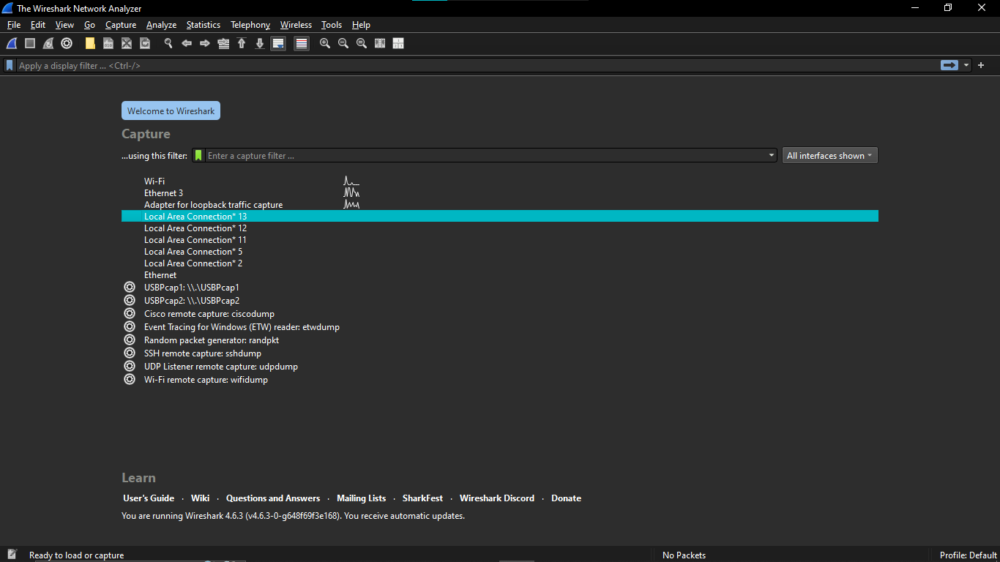 The Wireshark Network Analyzer
File Edit View Go Capture Analyze Statistics Telephony Wireless Tools Help
Apply a display filter ... <Ctrl-/>
Welcome to Wireshark
Capture
...using this filter: Enter a capture filter ... All interfaces shown
Wi-Fi
Ethernet 3
Adapter for loopback traffic capture
Local Area Connection* 13
Local Area Connection* 12
Local Area Connection* 11
Local Area Connection* 5
Local Area Connection* 2
Ethernet
USBPcap1: \\.\USBPcap1
USBPcap2: \\.\USBPcap2
Cisco remote capture: ciscodump
Event Tracing for Windows (ETW) reader: etwdump
Random packet generator: randpkt
SSH remote capture: sshdump
UDP Listener remote capture: udpdump
Wi-Fi remote capture: wifidump
Learn
User's Guide · Wiki · Questions and Answers · Mailing Lists · SharkFest · Wireshark Discord · Donate
You are running Wireshark 4.6.3 (v4.6.3-0-g648f69f3e168). You receive automatic updates.
Ready to load or capture No Packets Profile: Default